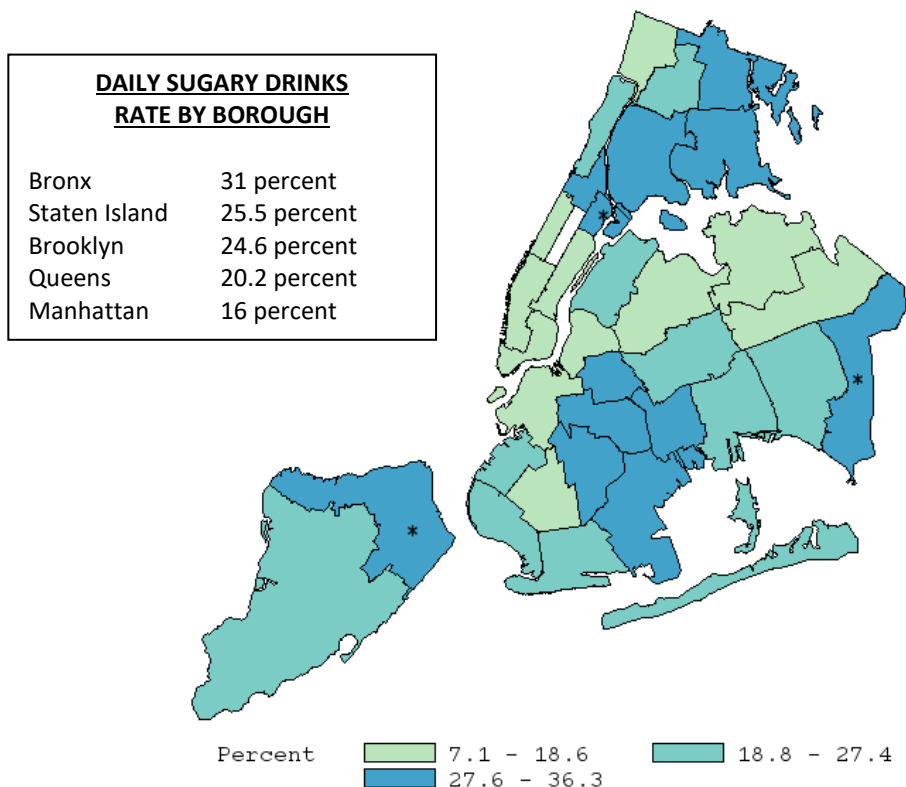 DAILY SUGARY DRINKS
RATE BY BOROUGH
Bronx 31 percent
Staten Island 25.5 percent
Brooklyn 24.6 percent
Queens 20.2 percent
Manhattan 16 percent
*
*
*
Percent 7.1 - 18.6 18.8 - 27.4
27.6 - 36.3